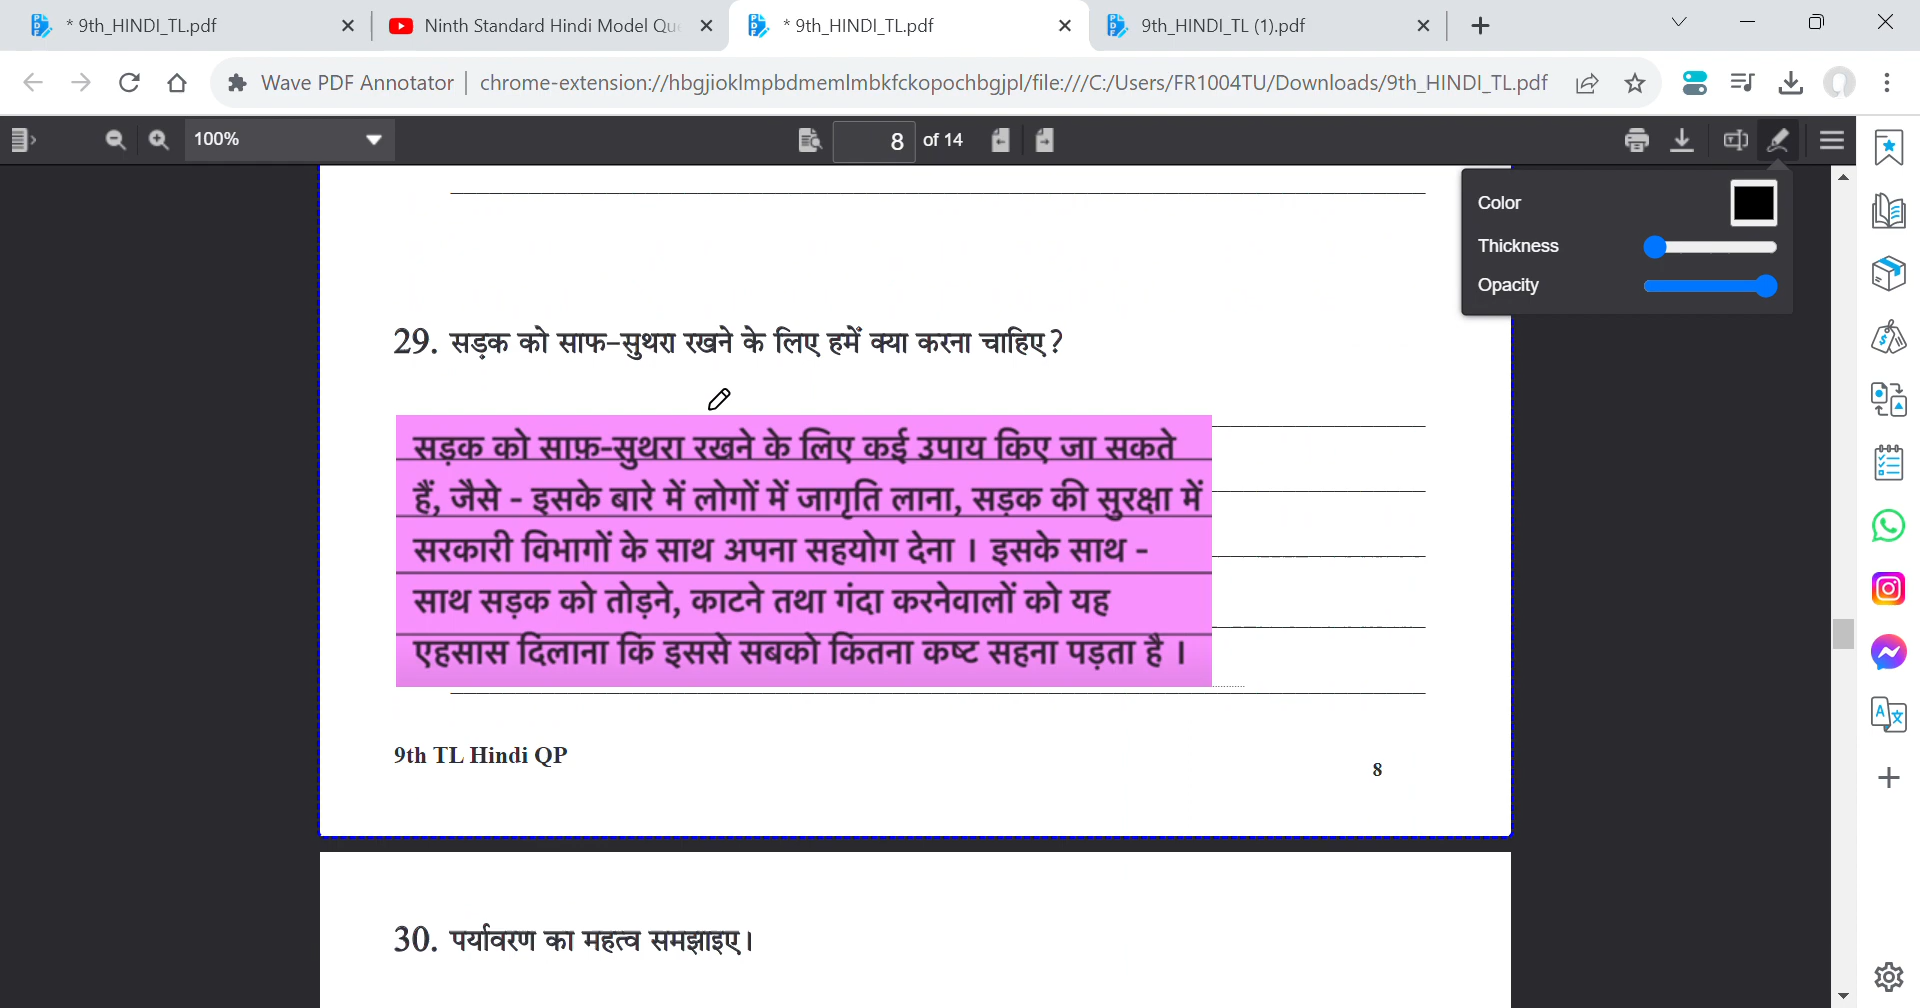 * 9th_HINDI_TL.pdf
Ninth Standard Hindi Model Qu
* 9th_HINDI_TL.pdf
9th_HINDI_TL (1).pdf
Wave PDF Annotator | chrome-extension://hbgjioklmpbdmemlmbkfckopochbgjpl/file:///C:/Users/FR1004TU/Downloads/9th_HINDI_TL.pdf
100%
8 of 14
Color
Thickness
Opacity
29. सड़क को साफ-सुथरा रखने के लिए हमें क्या करना चाहिए?
सड़क को साफ़-सुथरा रखने के लिए कई उपाय किए जा सकते
हैं, जैसे - इसके बारे में लोगों में जागृति लाना, सड़क की सुरक्षा में
सरकारी विभागों के साथ अपना सहयोग देना । इसके साथ -
साथ सड़क को तोड़ने, काटने तथा गंदा करनेवालों को यह
एहसास दिलाना कि इससे सबको कितना कष्ट सहना पड़ता है ।
9th TL Hindi QP
8
30. पर्यावरण का महत्व समझाइए।